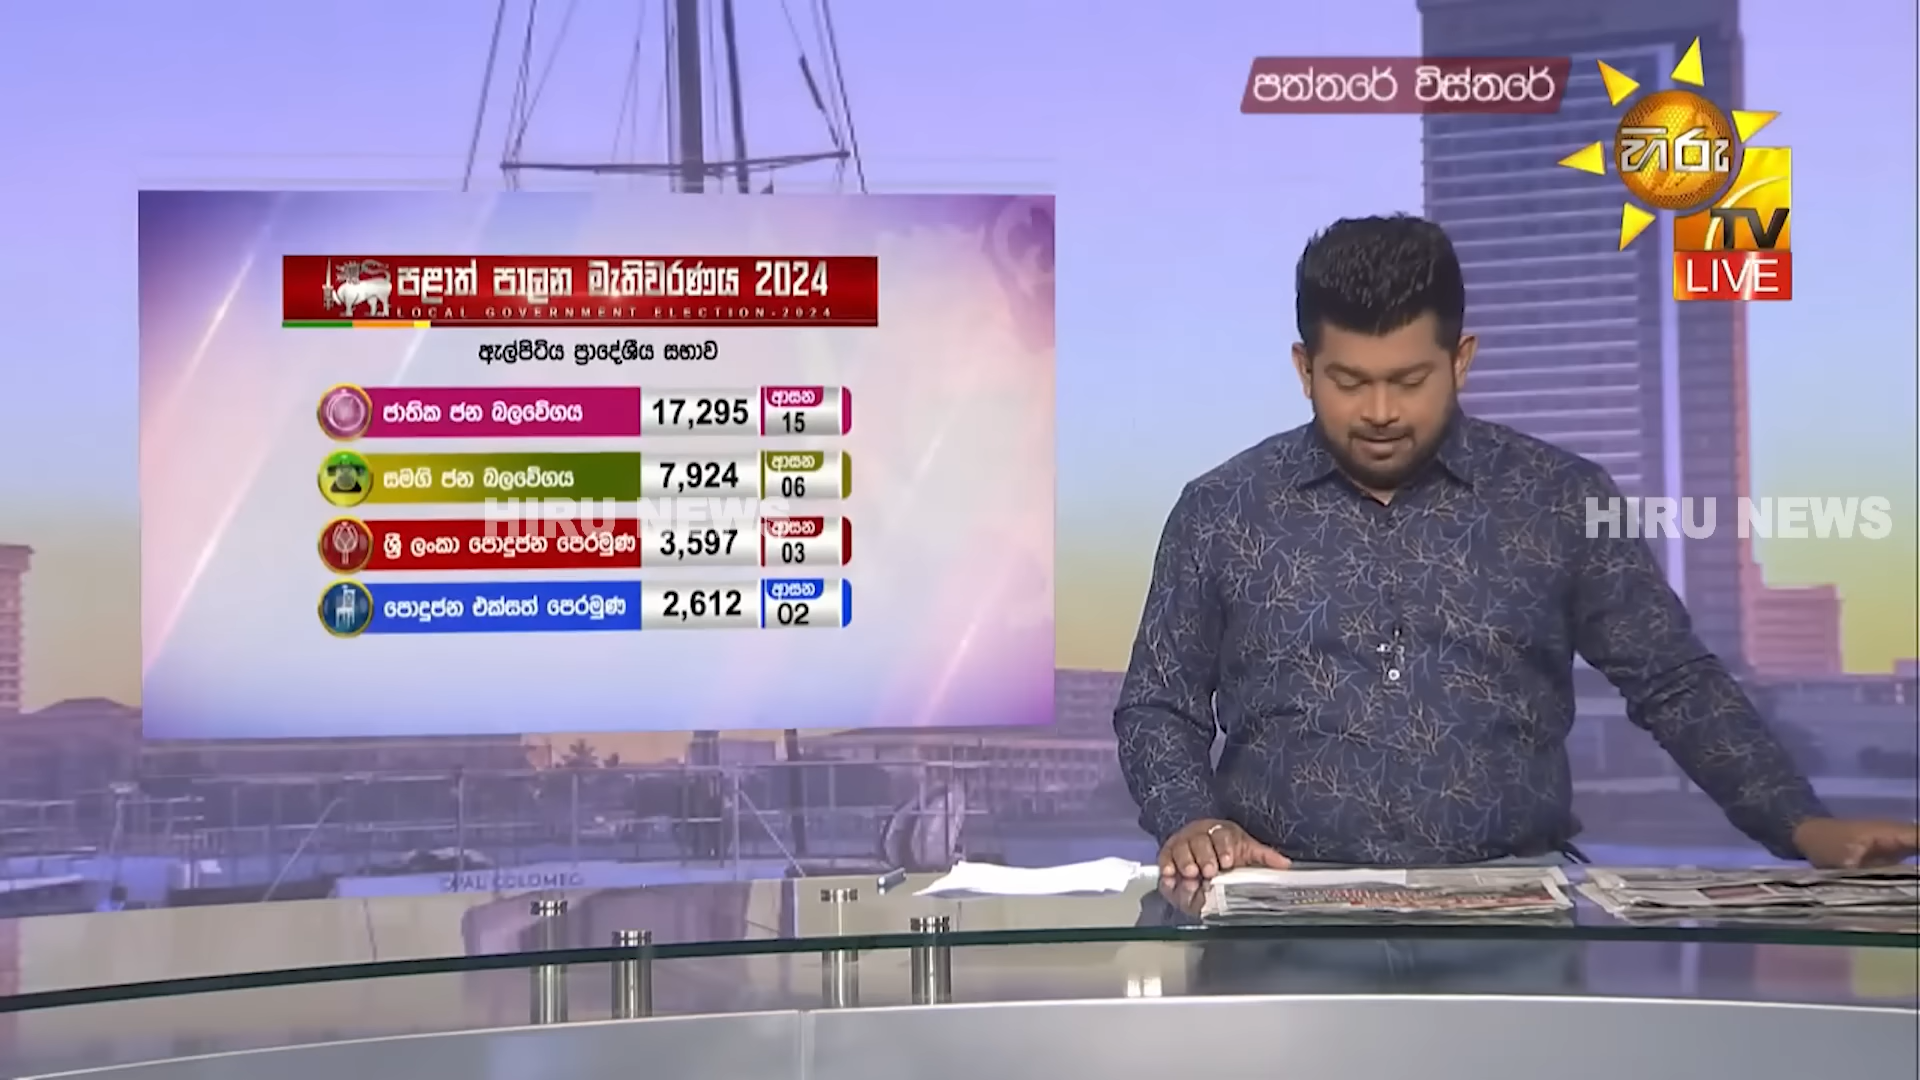 පත්තරේ විස්තරේ
හිරු
TV
LIVE
පළාත් පාලන මැතිවරණය 2024
LOCAL GOVERNMENT ELECTION-2024
ඇල්පිටිය ප්‍රාදේශීය සභාව
ජාතික ජන බලවේගය 17,295 ආසන 15
සමගි ජන බලවේගය 7,924 ආසන 06
ශ්‍රී ලංකා පොදුජන පෙරමුණ 3,597 ආසන 03
පොදුජන එක්සත් පෙරමුණ 2,612 ආසන 02
HIRU NEWS
HIRU NEWS